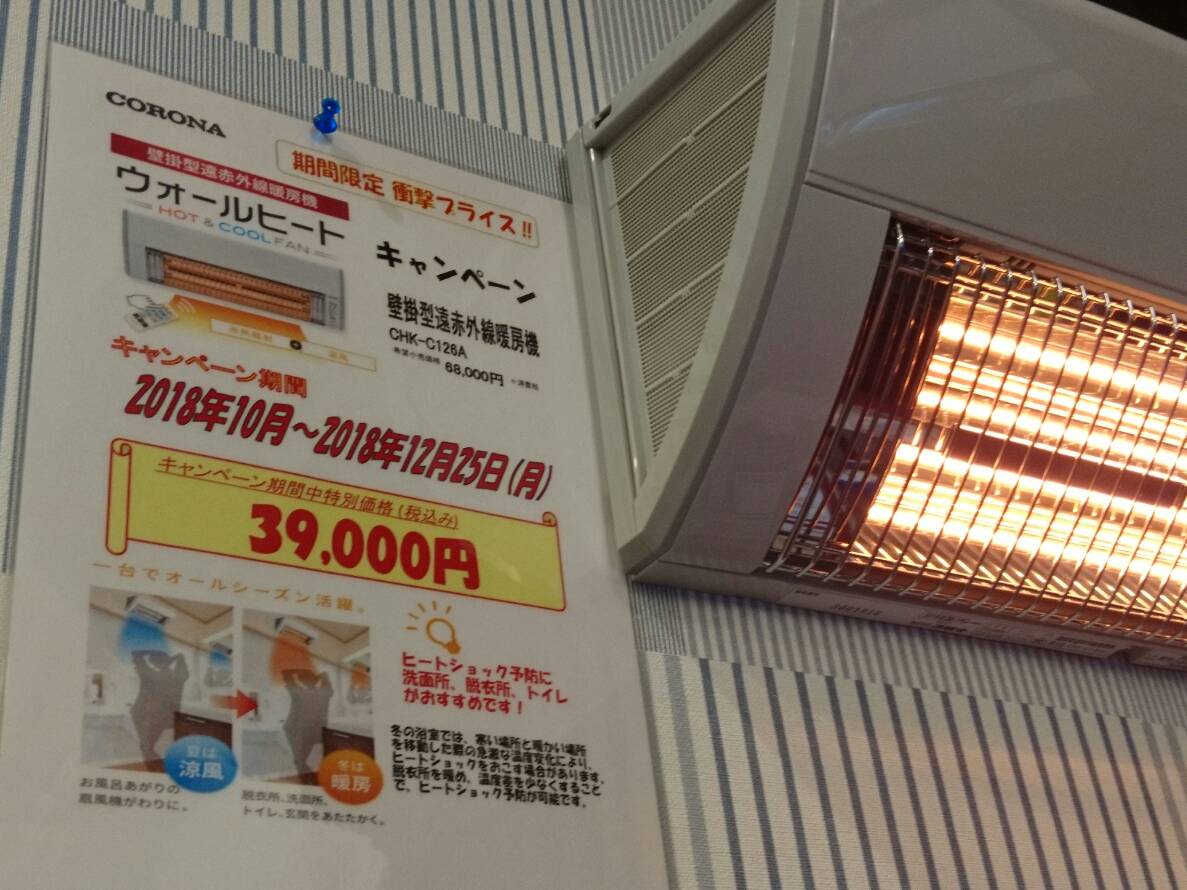 CORONA
期間限定 衝撃プライス!!
壁掛型遠赤外線暖房機
ウォールヒート
HOT & COOL FAN
キャンペーン
壁掛型遠赤外線暖房機
CHK-C126A
希望小売価格 68,000円
キャンペーン期間
2018年10月～2018年12月25日(月)
キャンペーン期間中特別価格(税込み)
39,000円
一台でオールシーズン活躍。
ヒートショック予防に
洗面所、脱衣所、トイレ
がおすすめです!
夏は
涼風
冬は
暖房
お風呂あがりの
扇風機がわりに。
脱衣所、洗面所、
トイレ、玄関をあたたかく。
冬の浴室では、寒い場所と暖かい場所
を移動した際の急激な温度変化により、
ヒートショックをおこす場合があります。
脱衣所を暖め、温度差を少なくすること
で、ヒートショック予防が可能です。